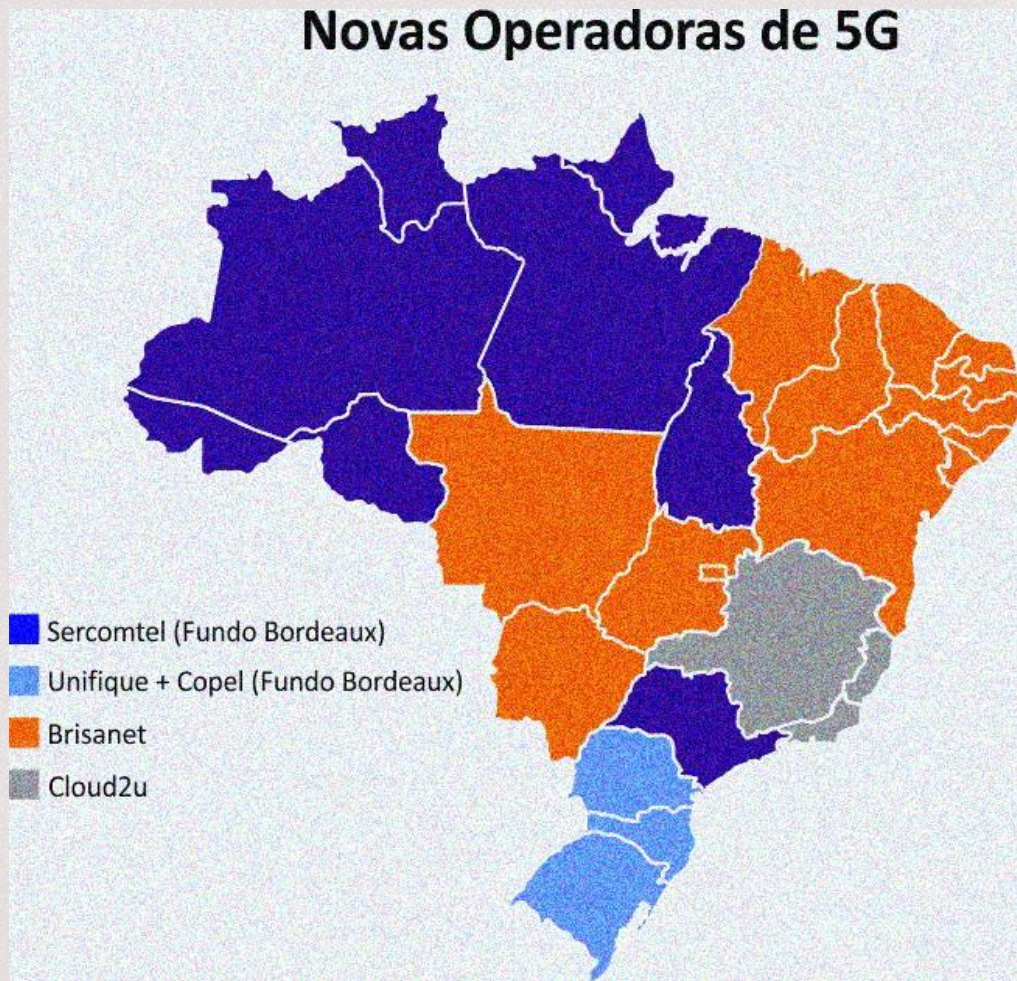 Novas Operadoras de 5G
Sercomtel (Fundo Bordeaux)
Unifique + Copel (Fundo Bordeaux)
Brisanet
Cloud2u